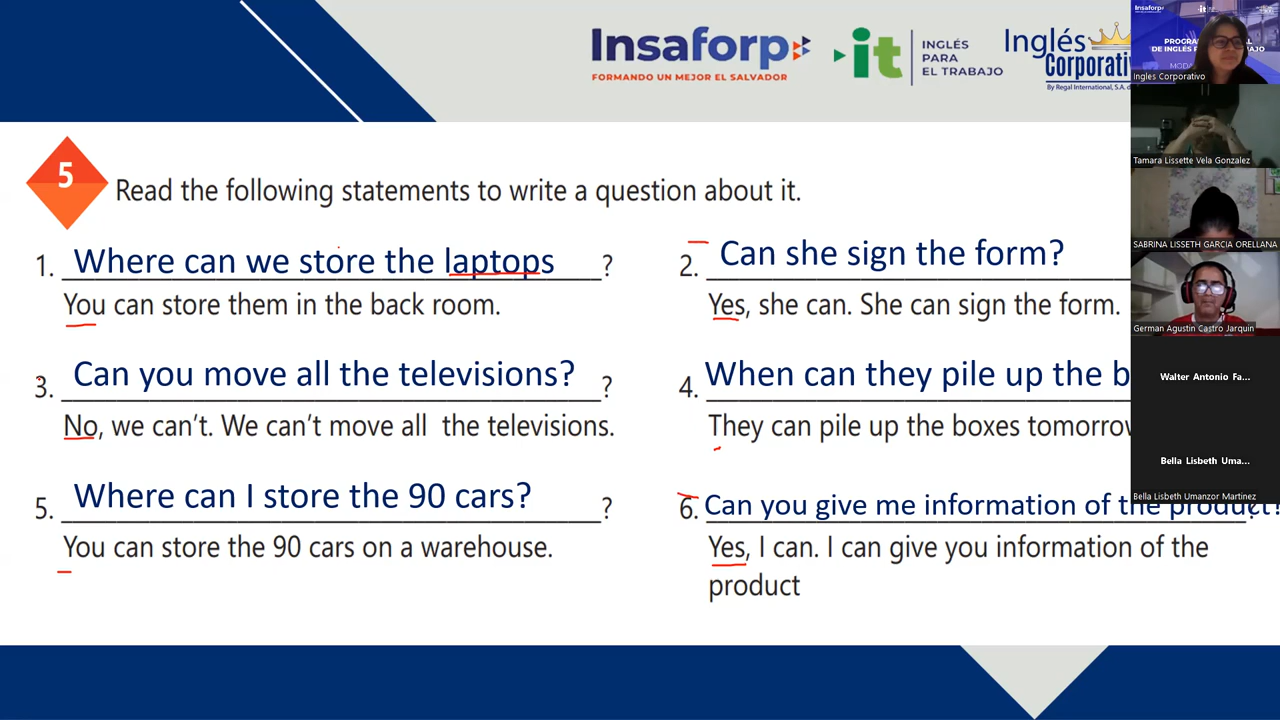 Insaforp
FORMANDO UN MEJOR EL SALVADOR
it
INGLÉS
PARA
EL TRABAJO
Inglés
By Regal International, S.A.
Insaforp
it
DE INGLÉS
Ingles Corporativo
Tamara Lissette Vela Gonzalez
SABRINA LISSETH GARCIA ORELLANA
German Agustin Castro Jarquin
Walter Antonio Fa...
Bella Lisbeth Uma...
Bella Lisbeth Umanzor Martinez
5
Read the following statements to write a question about it.
1. Where can we store the laptops ?
You can store them in the back room.
2. Can she sign the form?
Yes, she can. She can sign the form.
3. Can you move all the televisions? ?
No, we can't. We can't move all the televisions.
4. When can they pile up the
They can pile up the boxes
5. Where can I store the 90 cars? ?
You can store the 90 cars on a warehouse.
6. Can you give me information of the product?
Yes, I can. I can give you information of the
product